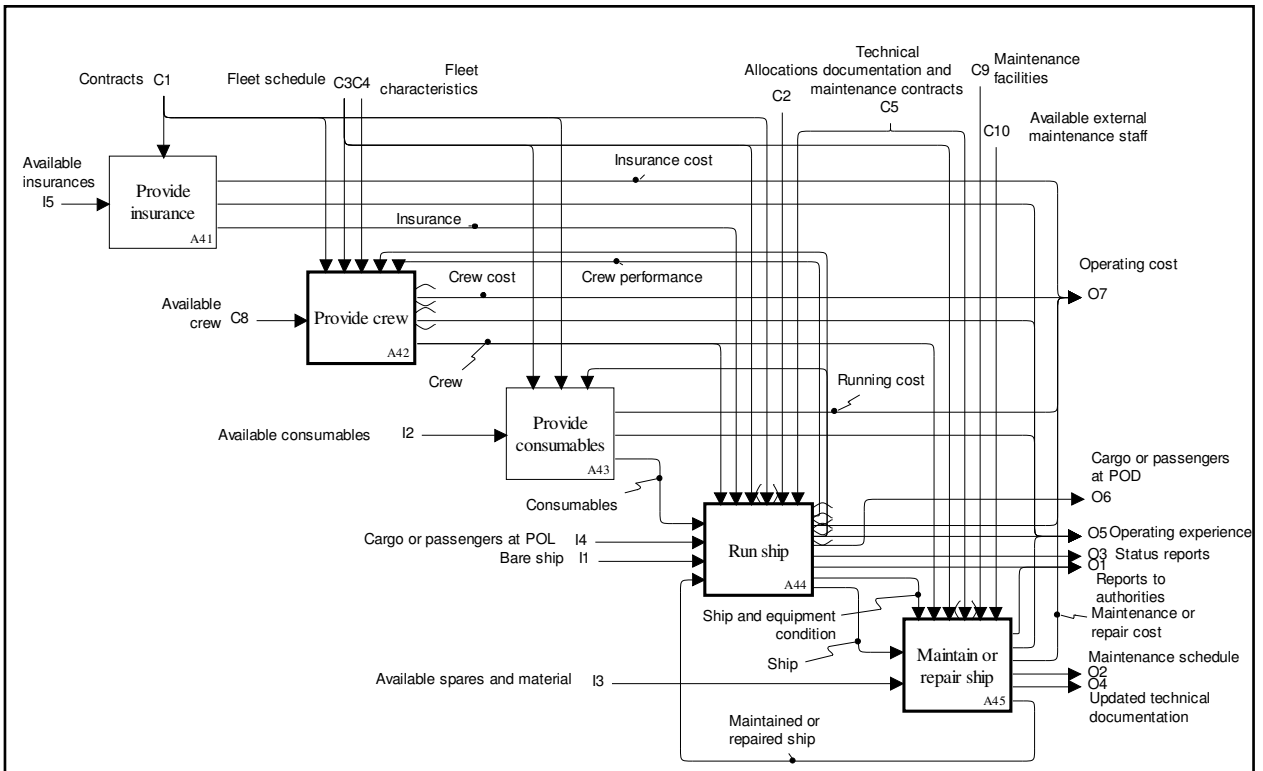 Technical
Allocations documentation and
maintenance contracts
C2
C5
C9 Maintenance
facilities
C10
Available external
maintenance staff
Contracts C1
Fleet schedule C3C4
Fleet
characteristics
Available
insurances
I5
Provide
insurance
A41
Insurance cost
Insurance
Crew cost
Crew performance
Operating cost
O7
Available
crew C8
Provide crew
A42
Crew
Running cost
Available consumables I2
Provide
consumables
A43
Consumables
Cargo or passengers
at POD
O6
Cargo or passengers at POL I4
Bare ship I1
Run ship
A44
O5 Operating experience
O3 Status reports
O1
Reports to
authorities
Ship and equipment
condition
Ship
Maintenance or
repair cost
Available spares and material I3
Maintain or
repair ship
A45
Maintenance schedule
O2
O4
Updated technical
documentation
Maintained or
repaired ship